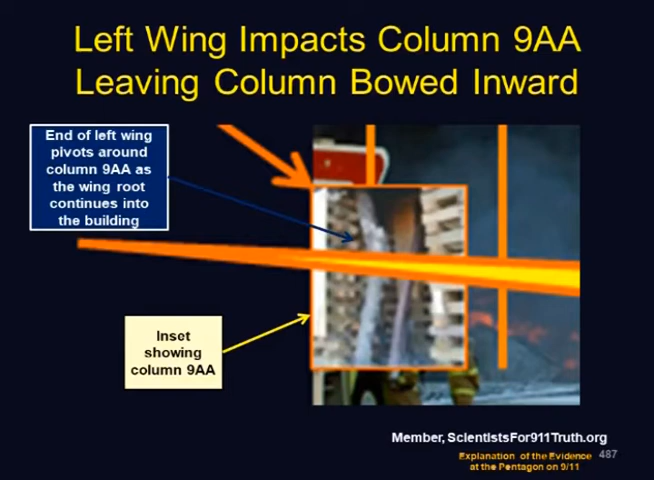 Left Wing Impacts Column 9AA
Leaving Column Bowed Inward
End of left wing
pivots around
column 9AA as
the wing root
continues into
the building
Inset
showing
column 9AA
Member, ScientistsFor911Truth.org
Explanation of the Evidence 487
at the Pentagon on 9/11